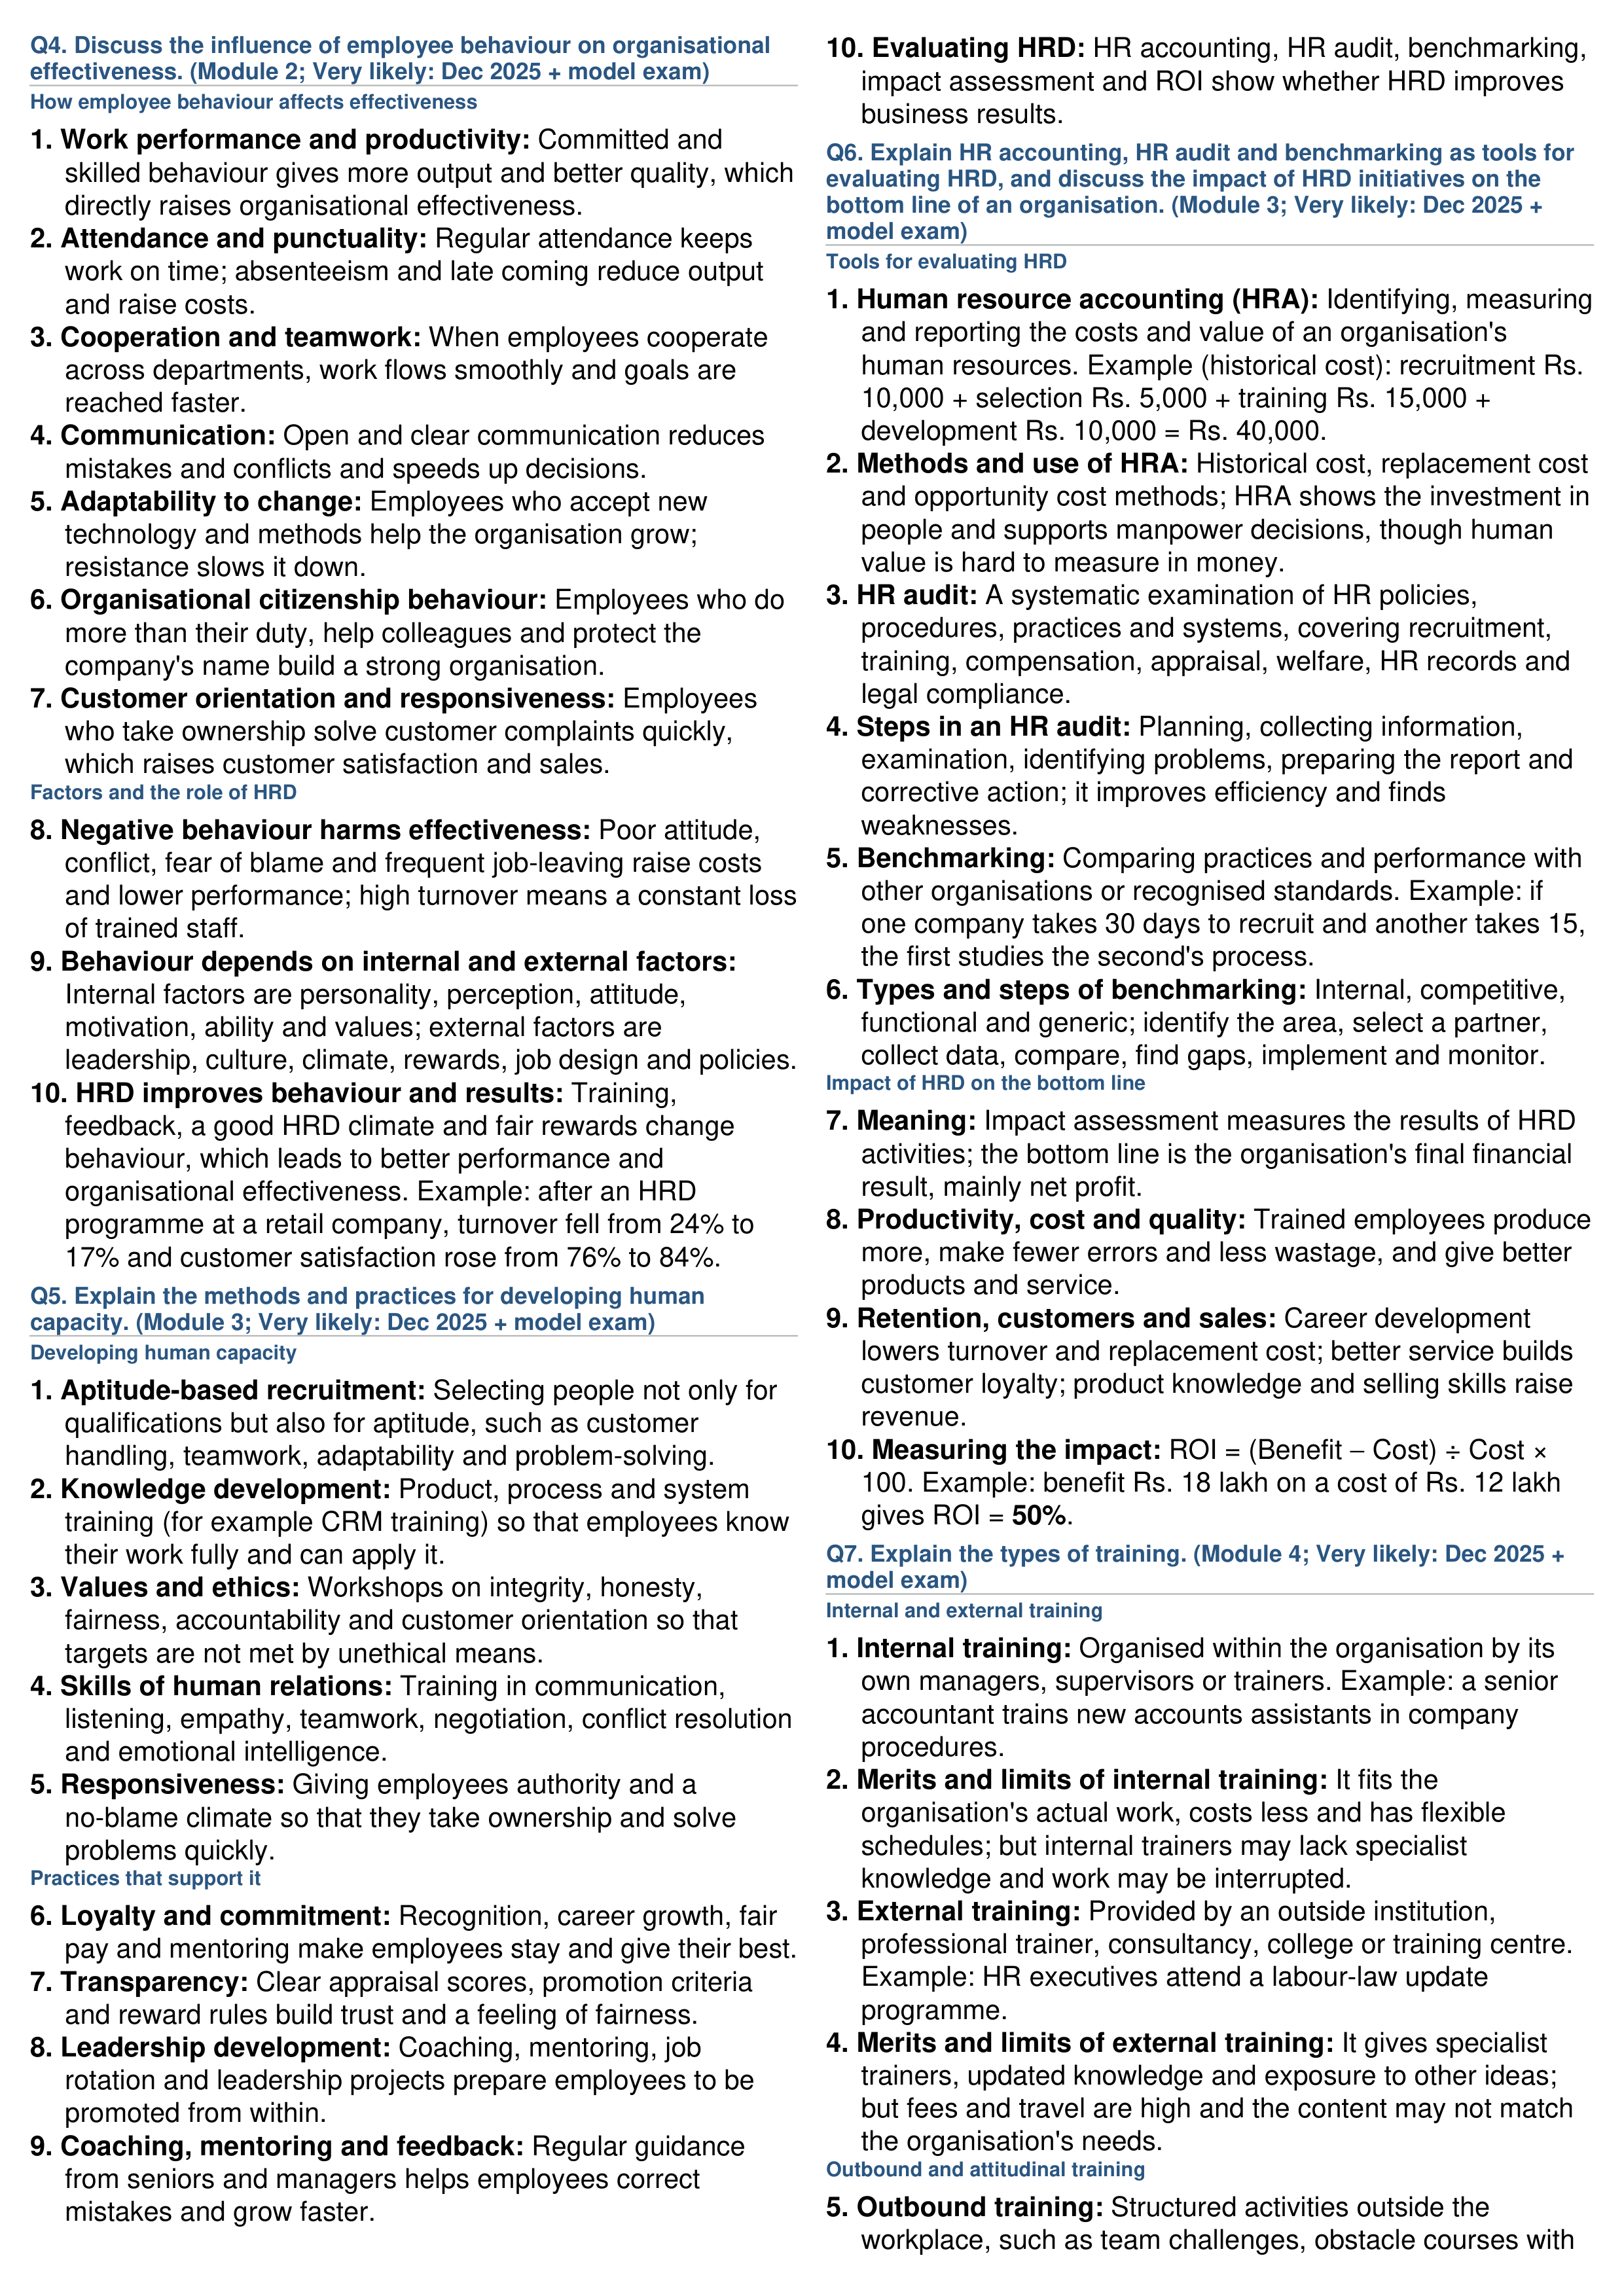 Q4. Discuss the influence of employee behaviour on organisational
effectiveness. (Module 2; Very likely: Dec 2025 + model exam)
How employee behaviour affects effectiveness
1. Work performance and productivity: Committed and
skilled behaviour gives more output and better quality, which
directly raises organisational effectiveness.
2. Attendance and punctuality: Regular attendance keeps
work on time; absenteeism and late coming reduce output
and raise costs.
3. Cooperation and teamwork: When employees cooperate
across departments, work flows smoothly and goals are
reached faster.
4. Communication: Open and clear communication reduces
mistakes and conflicts and speeds up decisions.
5. Adaptability to change: Employees who accept new
technology and methods help the organisation grow;
resistance slows it down.
6. Organisational citizenship behaviour: Employees who do
more than their duty, help colleagues and protect the
company's name build a strong organisation.
7. Customer orientation and responsiveness: Employees
who take ownership solve customer complaints quickly,
which raises customer satisfaction and sales.
Factors and the role of HRD
8. Negative behaviour harms effectiveness: Poor attitude,
conflict, fear of blame and frequent job-leaving raise costs
and lower performance; high turnover means a constant loss
of trained staff.
9. Behaviour depends on internal and external factors:
Internal factors are personality, perception, attitude,
motivation, ability and values; external factors are
leadership, culture, climate, rewards, job design and policies.
10. HRD improves behaviour and results: Training,
feedback, a good HRD climate and fair rewards change
behaviour, which leads to better performance and
organisational effectiveness. Example: after an HRD
programme at a retail company, turnover fell from 24% to
17% and customer satisfaction rose from 76% to 84%.
Q5. Explain the methods and practices for developing human
capacity. (Module 3; Very likely: Dec 2025 + model exam)
Developing human capacity
1. Aptitude-based recruitment: Selecting people not only for
qualifications but also for aptitude, such as customer
handling, teamwork, adaptability and problem-solving.
2. Knowledge development: Product, process and system
training (for example CRM training) so that employees know
their work fully and can apply it.
3. Values and ethics: Workshops on integrity, honesty,
fairness, accountability and customer orientation so that
targets are not met by unethical means.
4. Skills of human relations: Training in communication,
listening, empathy, teamwork, negotiation, conflict resolution
and emotional intelligence.
5. Responsiveness: Giving employees authority and a
no-blame climate so that they take ownership and solve
problems quickly.
Practices that support it
6. Loyalty and commitment: Recognition, career growth, fair
pay and mentoring make employees stay and give their best.
7. Transparency: Clear appraisal scores, promotion criteria
and reward rules build trust and a feeling of fairness.
8. Leadership development: Coaching, mentoring, job
rotation and leadership projects prepare employees to be
promoted from within.
9. Coaching, mentoring and feedback: Regular guidance
from seniors and managers helps employees correct
mistakes and grow faster.
10. Evaluating HRD: HR accounting, HR audit, benchmarking,
impact assessment and ROI show whether HRD improves
business results.
Q6. Explain HR accounting, HR audit and benchmarking as tools for
evaluating HRD, and discuss the impact of HRD initiatives on the
bottom line of an organisation. (Module 3; Very likely: Dec 2025 +
model exam)
Tools for evaluating HRD
1. Human resource accounting (HRA): Identifying, measuring
and reporting the costs and value of an organisation's
human resources. Example (historical cost): recruitment Rs.
10,000 + selection Rs. 5,000 + training Rs. 15,000 +
development Rs. 10,000 = Rs. 40,000.
2. Methods and use of HRA: Historical cost, replacement cost
and opportunity cost methods; HRA shows the investment in
people and supports manpower decisions, though human
value is hard to measure in money.
3. HR audit: A systematic examination of HR policies,
procedures, practices and systems, covering recruitment,
training, compensation, appraisal, welfare, HR records and
legal compliance.
4. Steps in an HR audit: Planning, collecting information,
examination, identifying problems, preparing the report and
corrective action; it improves efficiency and finds
weaknesses.
5. Benchmarking: Comparing practices and performance with
other organisations or recognised standards. Example: if
one company takes 30 days to recruit and another takes 15,
the first studies the second's process.
6. Types and steps of benchmarking: Internal, competitive,
functional and generic; identify the area, select a partner,
collect data, compare, find gaps, implement and monitor.
Impact of HRD on the bottom line
7. Meaning: Impact assessment measures the results of HRD
activities; the bottom line is the organisation's final financial
result, mainly net profit.
8. Productivity, cost and quality: Trained employees produce
more, make fewer errors and less wastage, and give better
products and service.
9. Retention, customers and sales: Career development
lowers turnover and replacement cost; better service builds
customer loyalty; product knowledge and selling skills raise
revenue.
10. Measuring the impact: ROI = (Benefit − Cost) ÷ Cost ×
100. Example: benefit Rs. 18 lakh on a cost of Rs. 12 lakh
gives ROI = 50%.
Q7. Explain the types of training. (Module 4; Very likely: Dec 2025 +
model exam)
Internal and external training
1. Internal training: Organised within the organisation by its
own managers, supervisors or trainers. Example: a senior
accountant trains new accounts assistants in company
procedures.
2. Merits and limits of internal training: It fits the
organisation's actual work, costs less and has flexible
schedules; but internal trainers may lack specialist
knowledge and work may be interrupted.
3. External training: Provided by an outside institution,
professional trainer, consultancy, college or training centre.
Example: HR executives attend a labour-law update
programme.
4. Merits and limits of external training: It gives specialist
trainers, updated knowledge and exposure to other ideas;
but fees and travel are high and the content may not match
the organisation's needs.
Outbound and attitudinal training
5. Outbound training: Structured activities outside the
workplace, such as team challenges, obstacle courses with